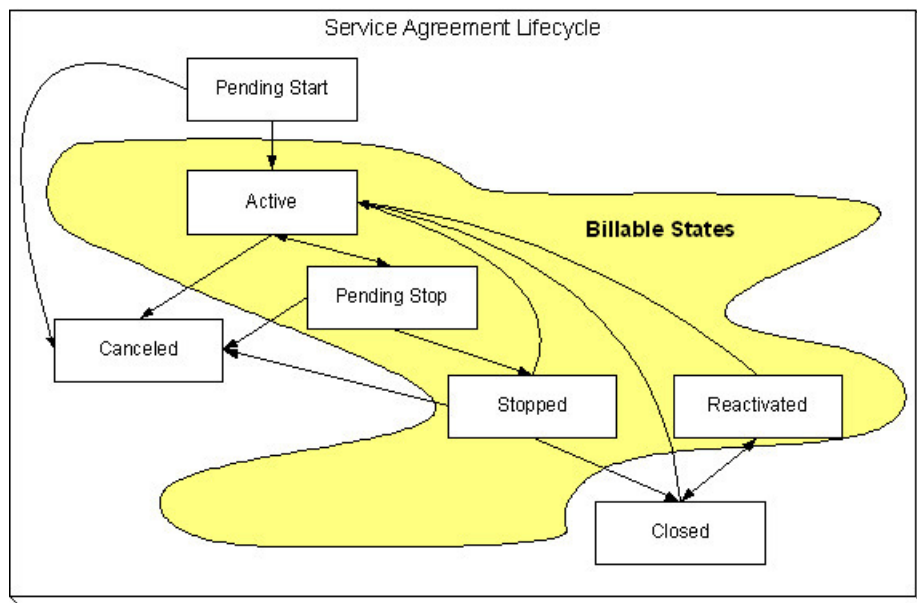 Service Agreement Lifecycle
Pending Start
Active
Billable States
Pending Stop
Canceled
Stopped
Reactivated
Closed